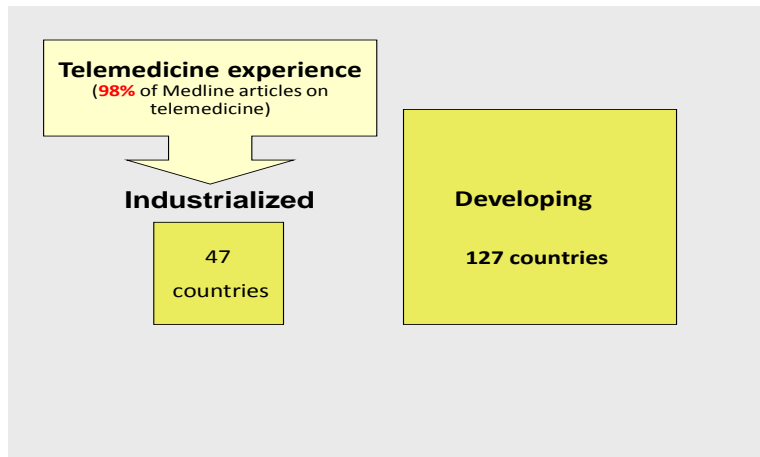 Telemedicine experience
(98% of Medline articles on
telemedicine)
Industrialized
47
countries
Developing
127 countries